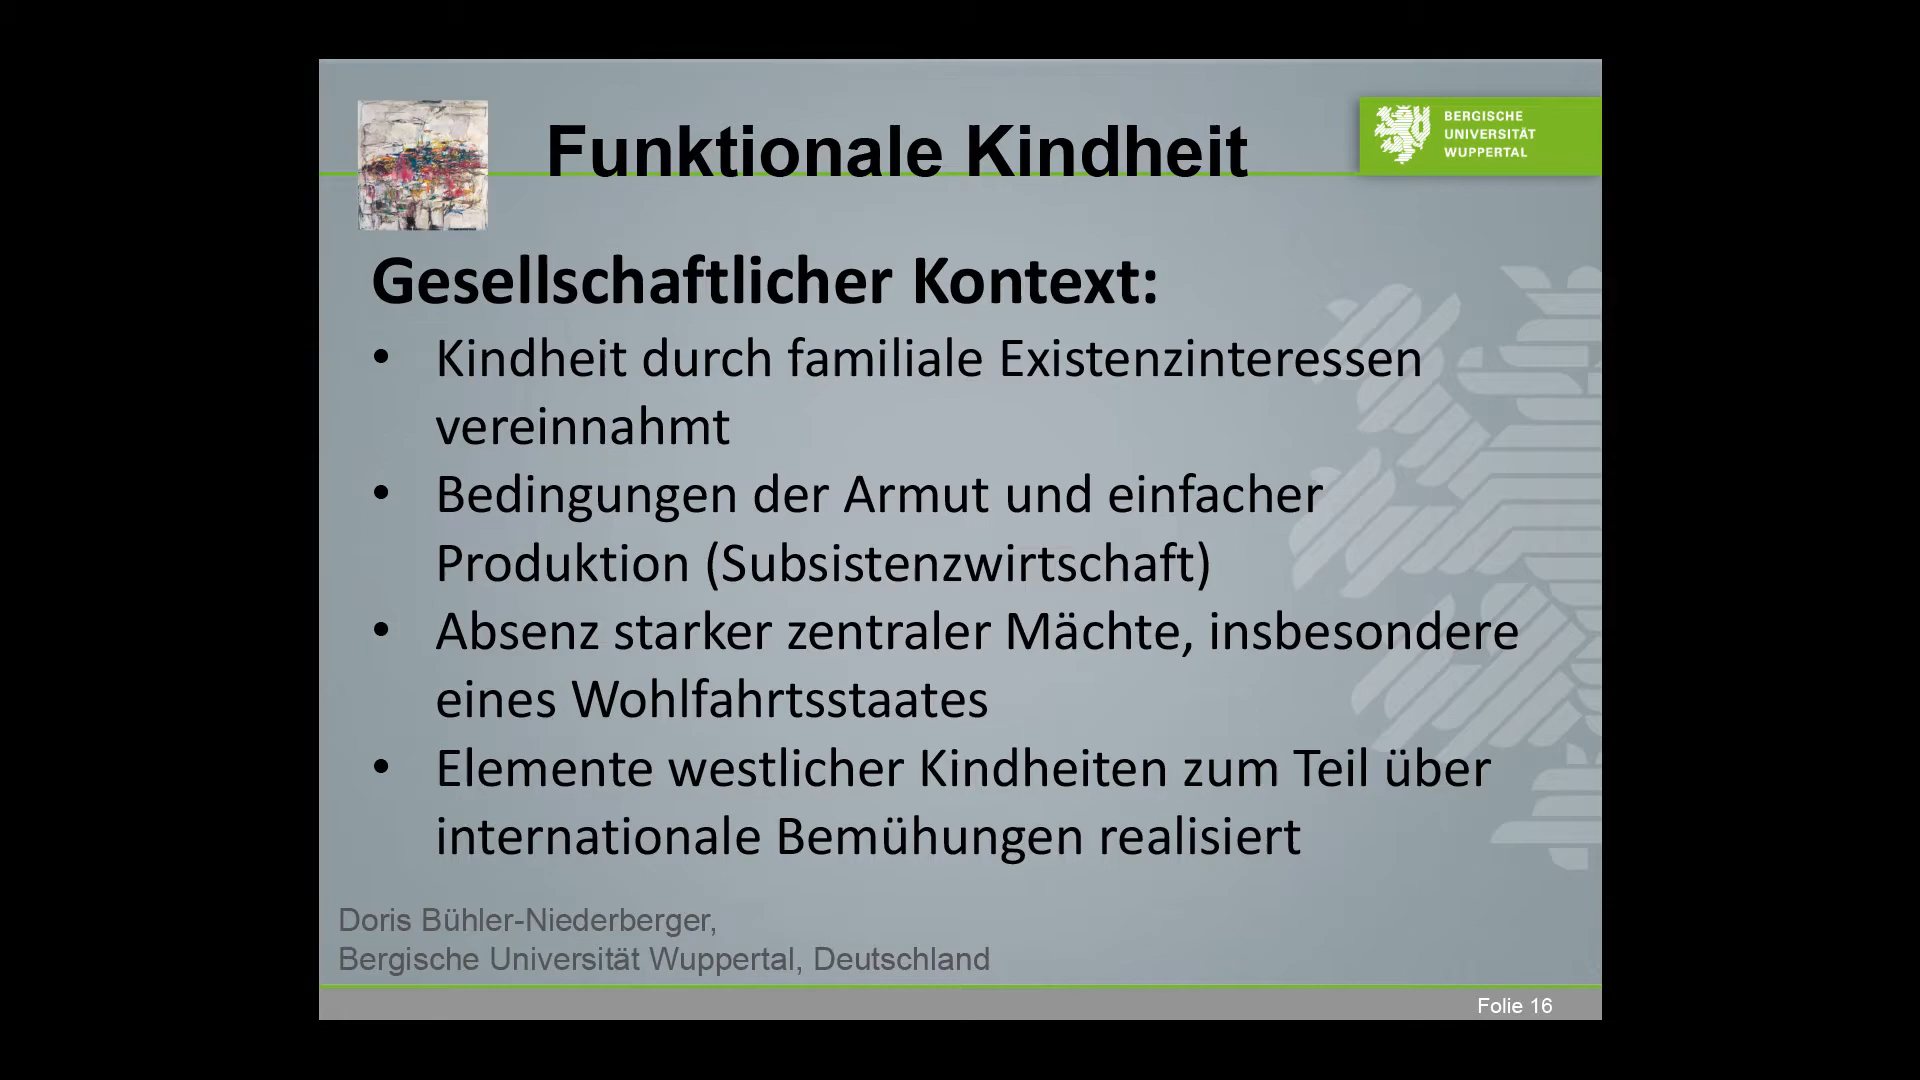 Funktionale Kindheit
BERGISCHE
UNIVERSITÄT
WUPPERTAL
Gesellschaftlicher Kontext:
• Kindheit durch familiale Existenzinteressen
vereinnahmt
• Bedingungen der Armut und einfacher
Produktion (Subsistenzwirtschaft)
• Absenz starker zentraler Mächte, insbesondere
eines Wohlfahrtsstaates
• Elemente westlicher Kindheiten zum Teil über
internationale Bemühungen realisiert
Doris Bühler-Niederberger,
Bergische Universität Wuppertal, Deutschland
Folie 16